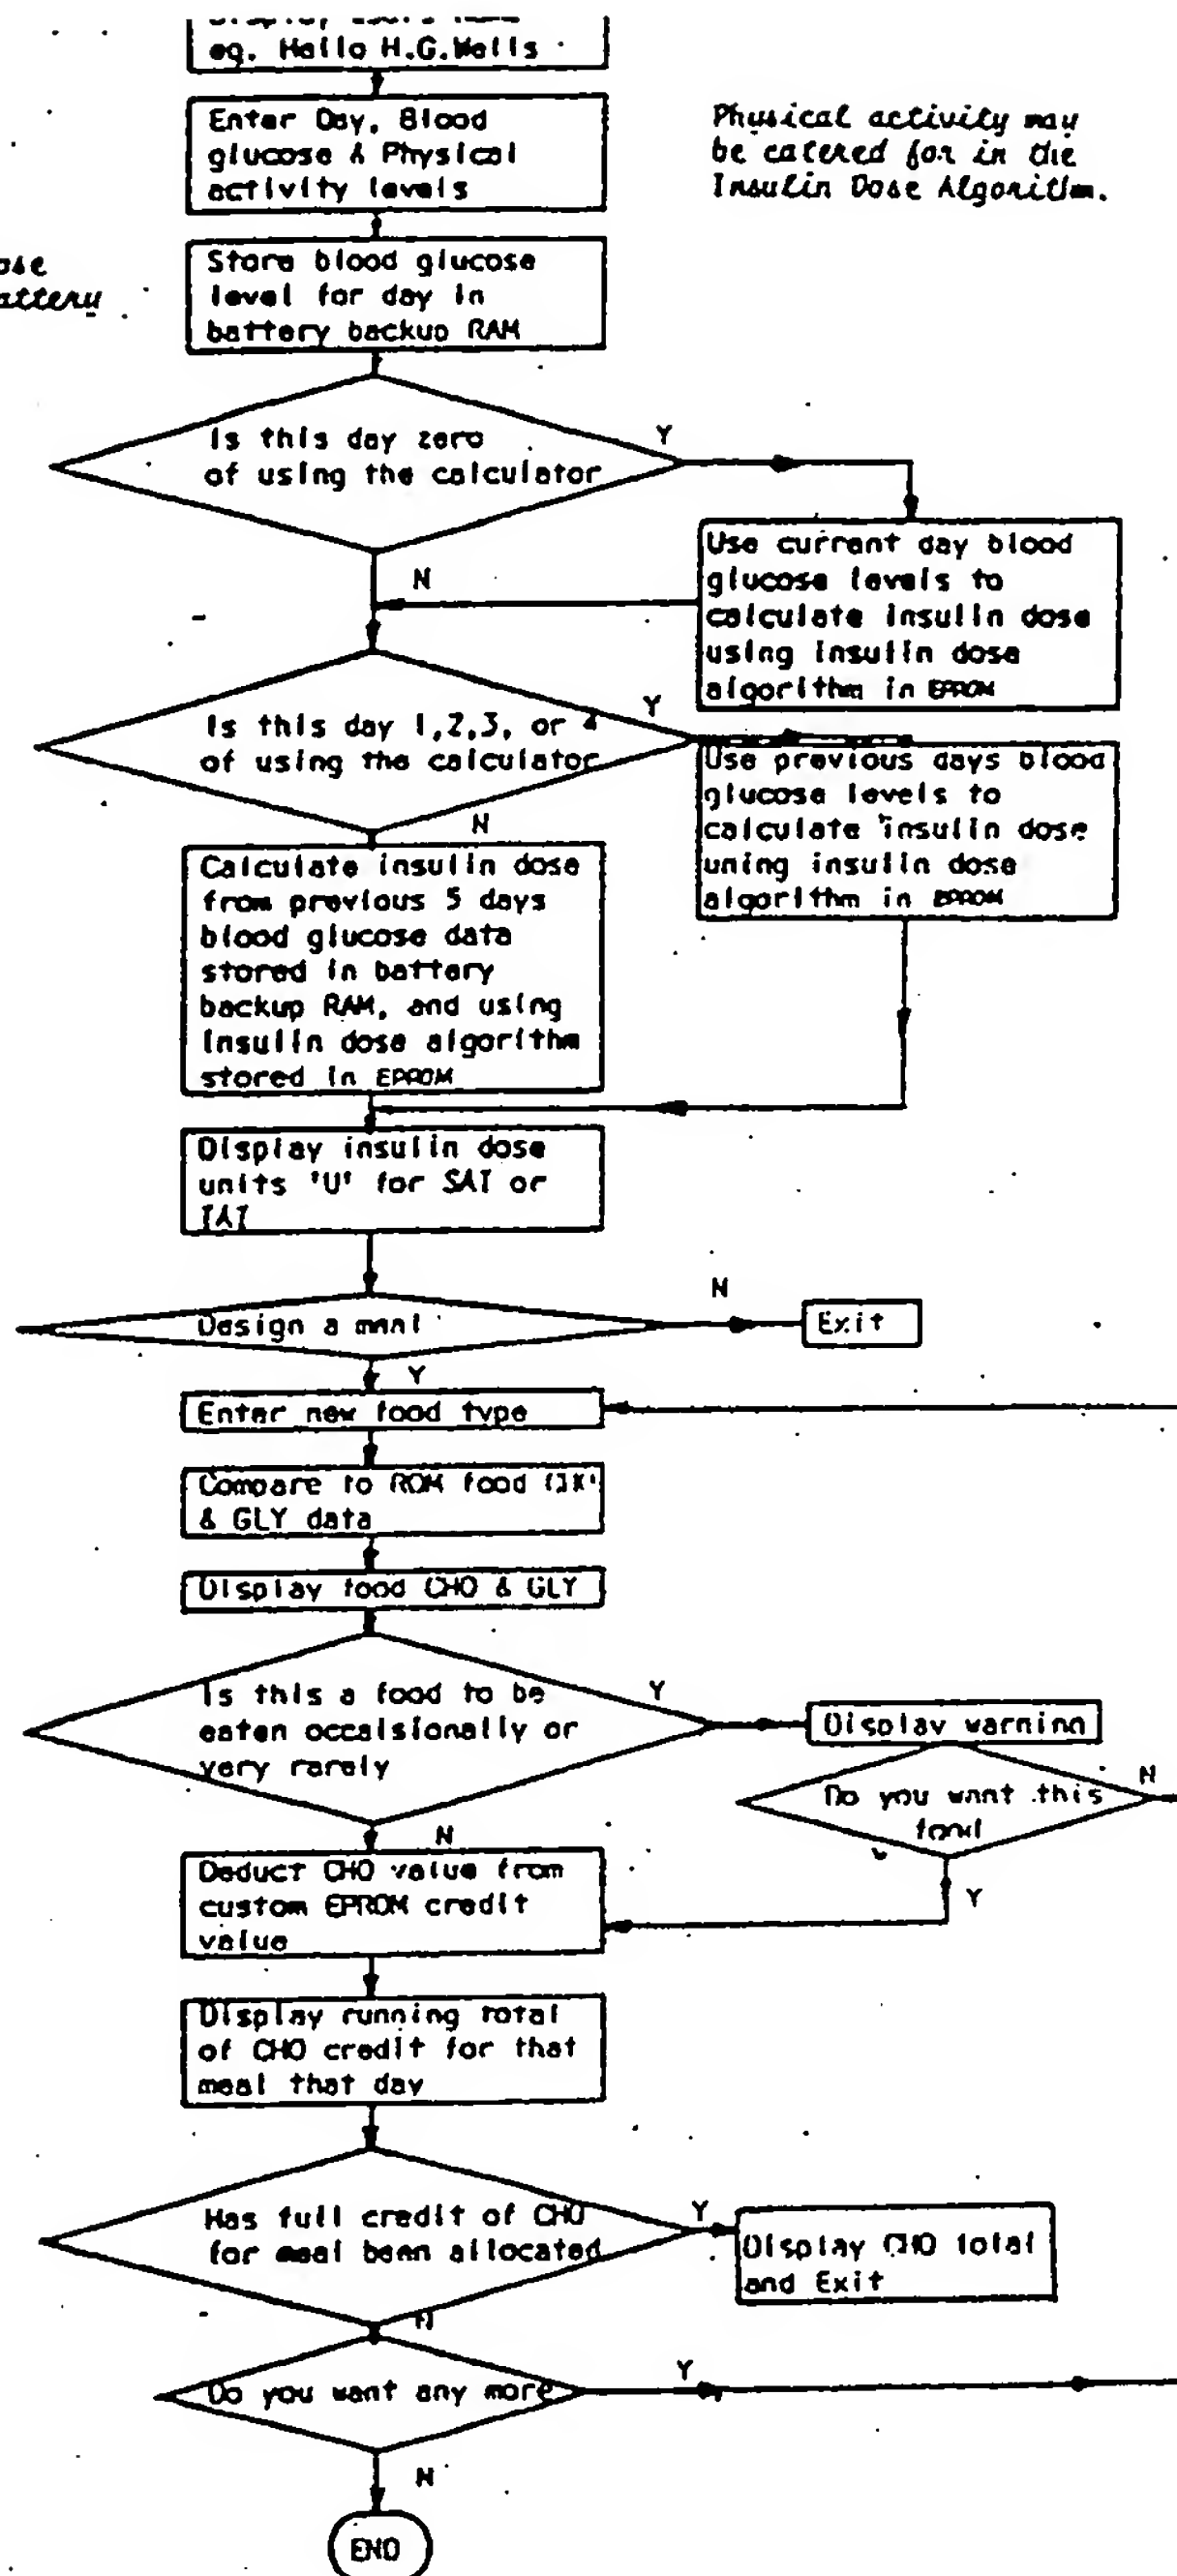 eg. Hello H.G.Wells
Enter Day, Blood
glucose & Physical
activity levels
Physical activity may
be catered for in the
Insulin Dose Algorithm.
Store blood glucose
level for day in
battery backup RAM
battery
Is this day zero
of using the calculator
Y
N
Use current day blood
glucose levels to
calculate insulin dose
using insulin dose
algorithm in EPROM
Is this day 1,2,3, or 4
of using the calculator
Y
N
Use previous days blood
glucose levels to
calculate insulin dose
uning insulin dose
algorithm in EPROM
Calculate insulin dose
from previous 5 days
blood glucose data
stored in battery
backup RAM, and using
insulin dose algorithm
stored in EPROM
Display insulin dose
units 'U' for SAI or
IAI
Design a meal
N
Exit
Y
Enter new food type
Compare to ROM food
& GLY data
Display food CHO & GLY
Is this a food to be
eaten occaisionally or
very rarely
Y
Display warning
Do you want this
food
N
Y
N
Deduct CHO value from
custom EPROM credit
value
Display running total
of CHO credit for that
meal that day
Has full credit of CHO
for meal been allocated
Y
Display CHO total
and Exit
N
Do you want any more
Y
N
END